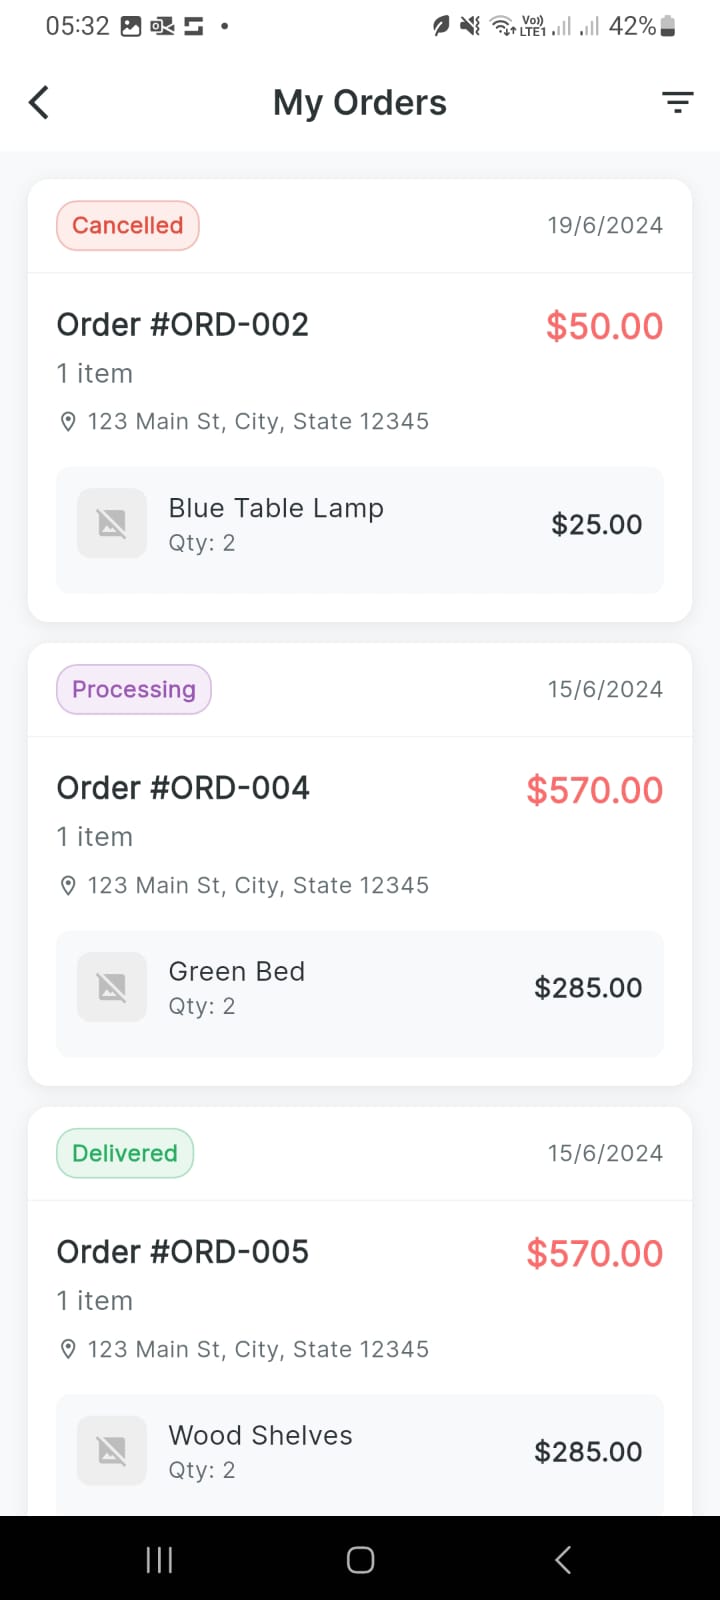 05:32
Vo))
LTE1
42%
My Orders
Cancelled
19/6/2024
Order #ORD-002
$50.00
1 item
123 Main St, City, State 12345
Blue Table Lamp
Qty: 2
$25.00
Processing
15/6/2024
Order #ORD-004
$570.00
1 item
123 Main St, City, State 12345
Green Bed
Qty: 2
$285.00
Delivered
15/6/2024
Order #ORD-005
$570.00
1 item
123 Main St, City, State 12345
Wood Shelves
Qty: 2
$285.00